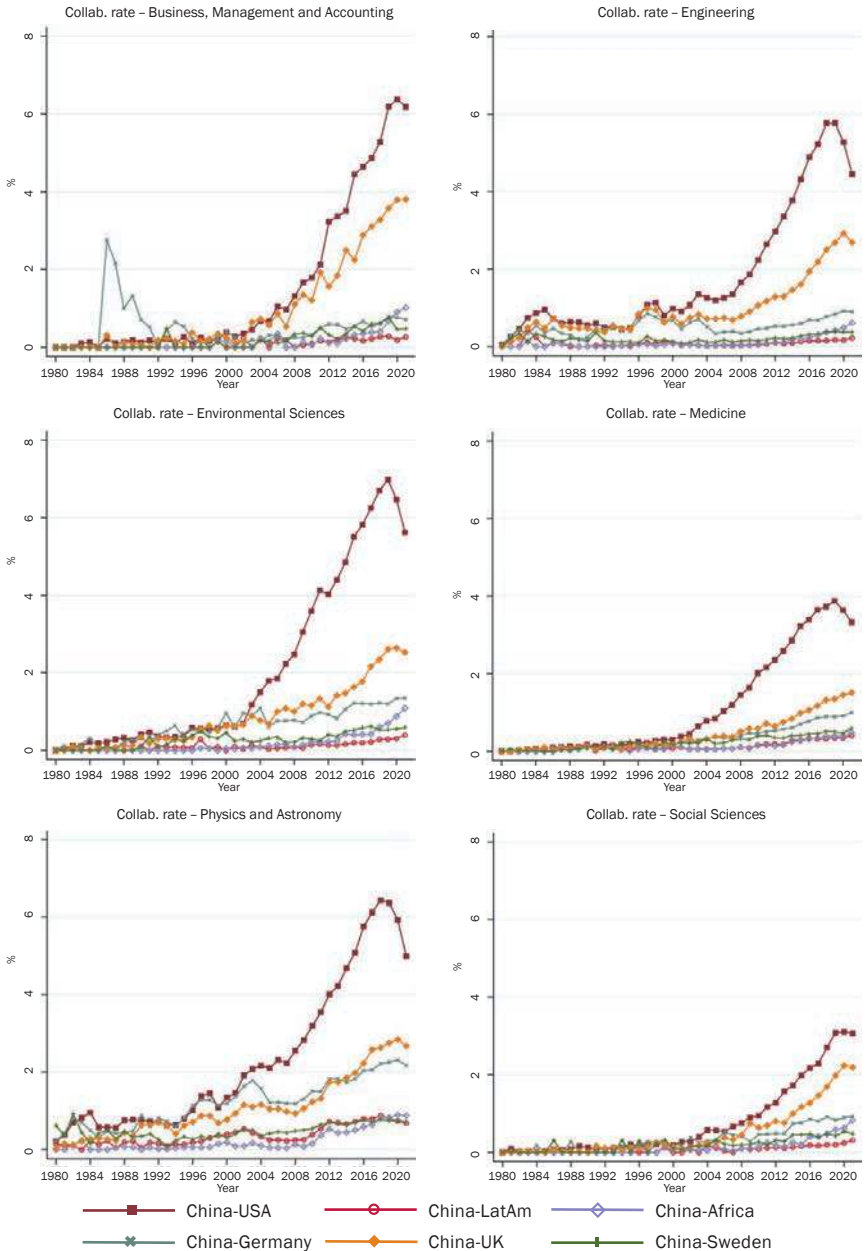 Collab. rate – Business, Management and Accounting
Collab. rate – Engineering
8
6
4
2
0
%
1980 1984 1988 1992 1996 2000 2004 2008 2012 2016 2020
Year
8
6
4
2
0
%
1980 1984 1988 1992 1996 2000 2004 2008 2012 2016 2020
Year
Collab. rate – Environmental Sciences
Collab. rate – Medicine
8
6
4
2
0
%
1980 1984 1988 1992 1996 2000 2004 2008 2012 2016 2020
Year
8
6
4
2
0
%
1980 1984 1988 1992 1996 2000 2004 2008 2012 2016 2020
Year
Collab. rate – Physics and Astronomy
Collab. rate – Social Sciences
8
6
4
2
0
%
1980 1984 1988 1992 1996 2000 2004 2008 2012 2016 2020
Year
8
6
4
2
0
%
1980 1984 1988 1992 1996 2000 2004 2008 2012 2016 2020
Year
China-USA China-LatAm China-Africa
China-Germany China-UK China-Sweden